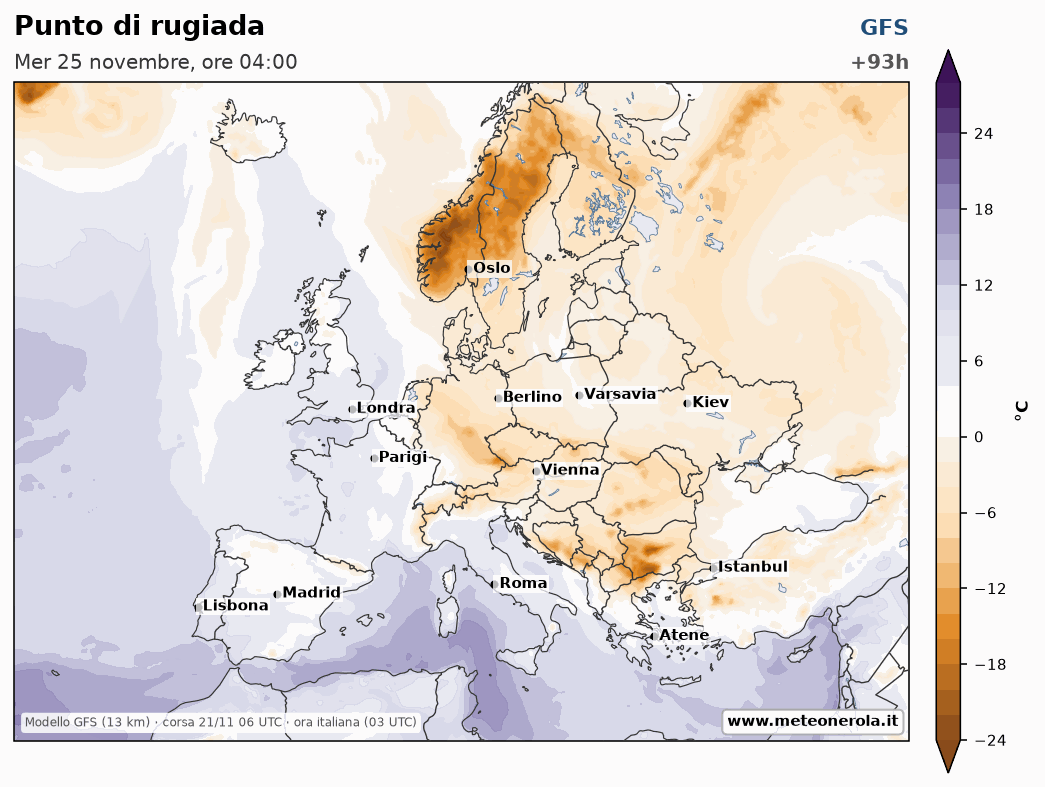 Punto di rugiada
GFS
Mer 25 novembre, ore 04:00
+93h
Oslo
Berlino
Varsavia
Kiev
Londra
Parigi
Vienna
Istanbul
Roma
Madrid
Lisbona
Atene
24
18
12
6
0
−6
−12
−18
−24
°C
Modello GFS (13 km) · corsa 21/11 06 UTC · ora italiana (03 UTC)
www.meteonerola.it